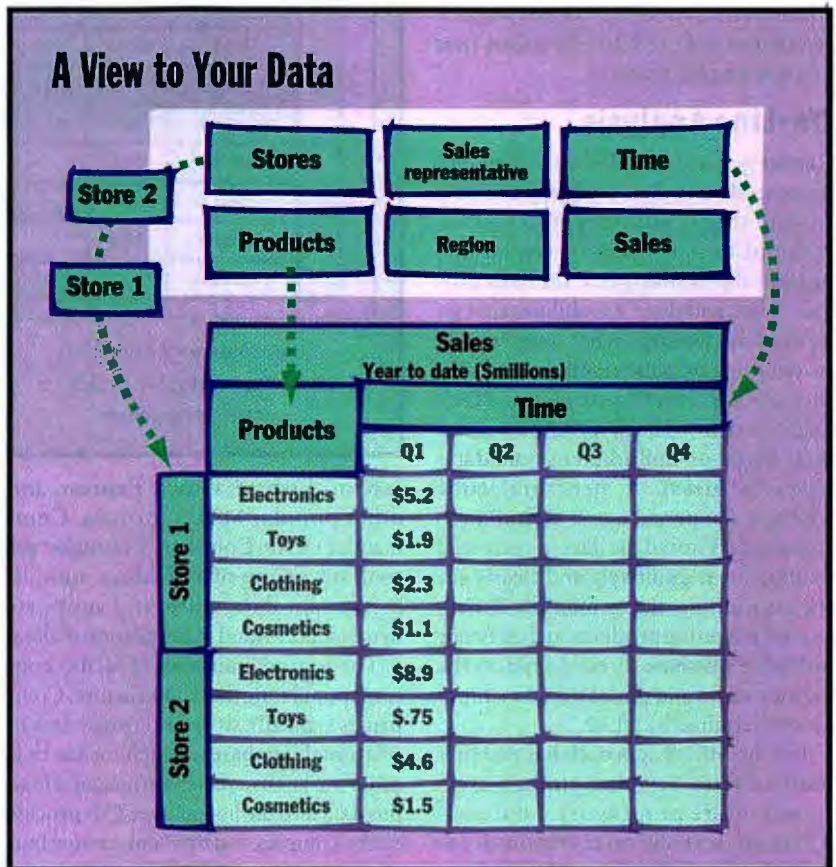 A View to Your Data
Stores
Sales
representative
Time
Store 2
Products
Region
Sales
Store 1
Sales
Year to date ($millions)
Products
Time
Q1 Q2 Q3 Q4
Store 1
Electronics $5.2
Toys $1.9
Clothing $2.3
Cosmetics $1.1
Store 2
Electronics $8.9
Toys $.75
Clothing $4.6
Cosmetics $1.5